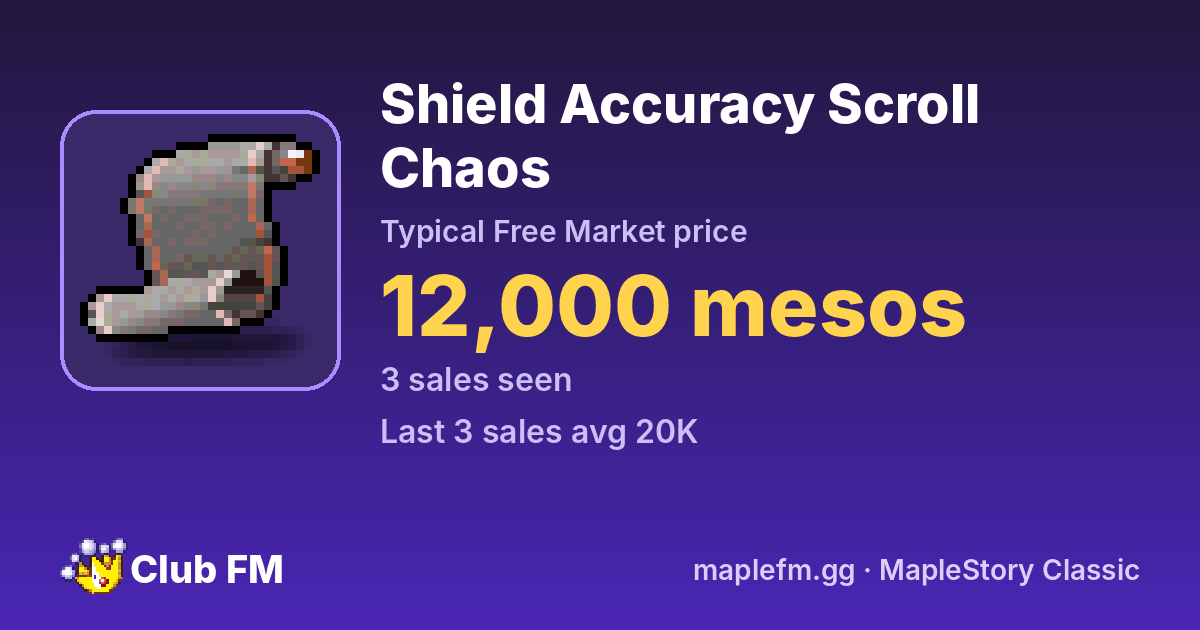 Shield Accuracy Scroll
Chaos
Typical Free Market price
12,000 mesos
3 sales seen
Last 3 sales avg 20K
Club FM
maplefm.gg · MapleStory Classic